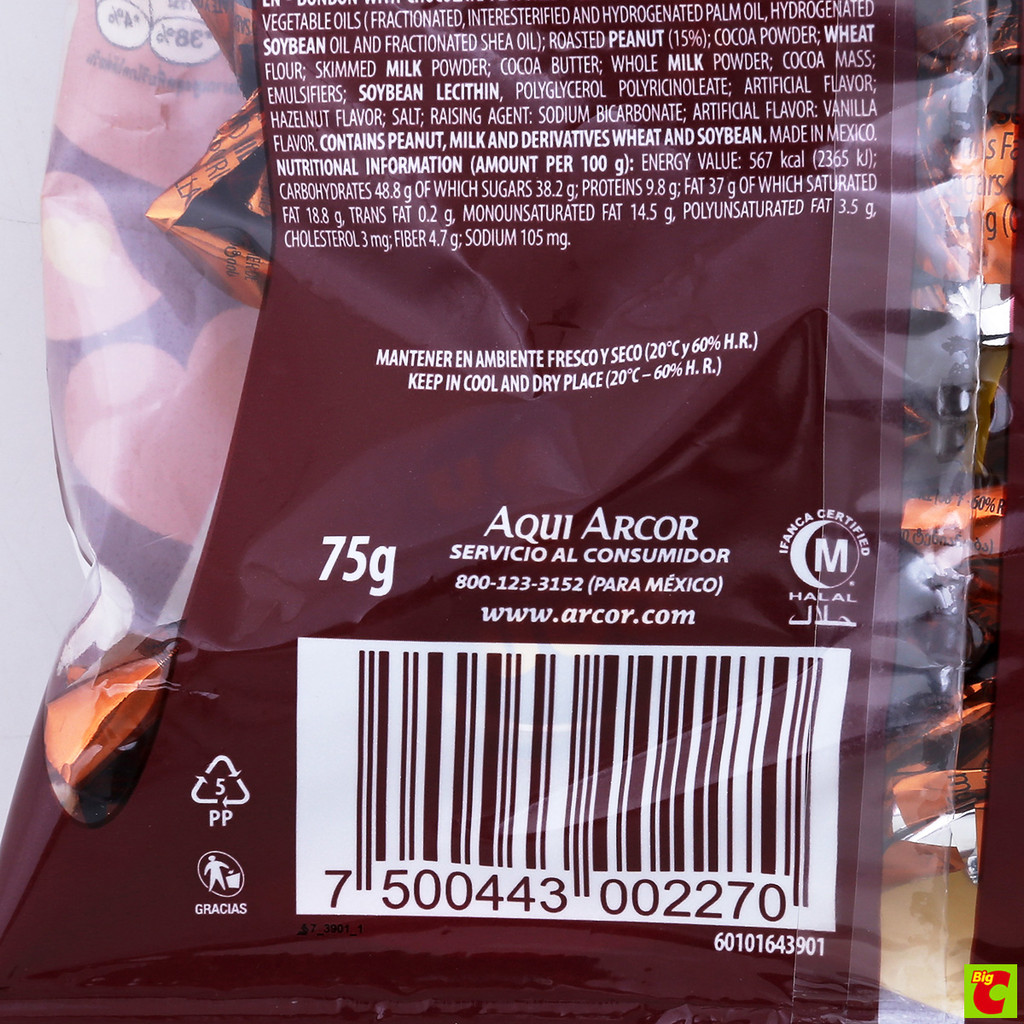 *4%
*38%
VEGETABLE OILS (FRACTIONATED, INTERESTERIFIED AND HYDROGENATED PALM OIL, HYDROGENATED
SOYBEAN OIL AND FRACTIONATED SHEA OIL); ROASTED PEANUT (15%); COCOA POWDER; WHEAT
FLOUR; SKIMMED MILK POWDER; COCOA BUTTER; WHOLE MILK POWDER; COCOA MASS;
EMULSIFIERS; SOYBEAN LECITHIN, POLYGLYCEROL POLYRICINOLEATE; ARTIFICIAL FLAVOR;
HAZELNUT FLAVOR; SALT; RAISING AGENT: SODIUM BICARBONATE; ARTIFICIAL FLAVOR: VANILLA
FLAVOR. CONTAINS PEANUT, MILK AND DERIVATIVES WHEAT AND SOYBEAN. MADE IN MEXICO.
NUTRITIONAL INFORMATION (AMOUNT PER 100 g): ENERGY VALUE: 567 kcal (2365 kJ);
CARBOHYDRATES 48.8 g OF WHICH SUGARS 38.2 g; PROTEINS 9.8 g; FAT 37 g OF WHICH SATURATED
FAT 18.8 g, TRANS FAT 0.2 g, MONOUNSATURATED FAT 14.5 g, POLYUNSATURATED FAT 3.5 g,
CHOLESTEROL 3 mg; FIBER 4.7 g; SODIUM 105 mg.
MANTENER EN AMBIENTE FRESCO Y SECO (20°C y 60% H.R.)
KEEP IN COOL AND DRY PLACE (20°C – 60% H. R.)
75g
AQUI ARCOR
SERVICIO AL CONSUMIDOR
800-123-3152 (PARA MÉXICO)
www.arcor.com
IFANCA CERTIFIED
M
HALAL
حلال
60% R
5
PP
GRACIAS
7 500443 002270
7_3901_1
60101643901
Big C